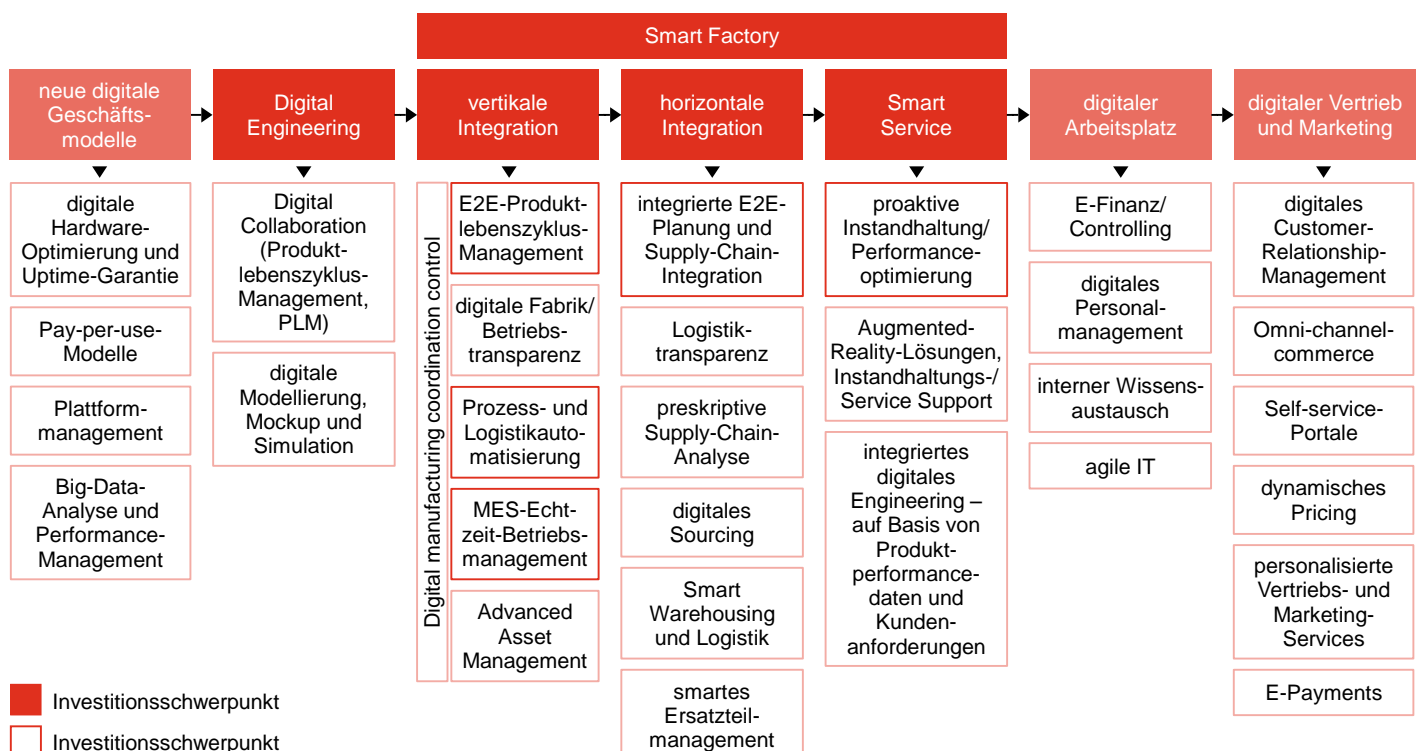 Smart Factory
neue digitale
Geschäfts-
modelle
Digital
Engineering
vertikale
Integration
horizontale
Integration
Smart
Service
digitaler
Arbeitsplatz
digitaler Vertrieb
und Marketing
digitale
Hardware-
Optimierung und
Uptime-Garantie
Pay-per-use-
Modelle
Plattform-
management
Big-Data-
Analyse und
Performance-
Management
Digital
Collaboration
(Produkt-
lebenszyklus-
Management,
PLM)
digitale
Modellierung,
Mockup und
Simulation
Digital manufacturing coordination control
E2E-Produkt-
lebenszyklus-
Management
digitale Fabrik/
Betriebs-
transparenz
Prozess- und
Logistikauto-
matisierung
MES-Echt-
zeit-Betriebs-
management
Advanced
Asset
Management
integrierte E2E-
Planung und
Supply-Chain-
Integration
Logistik-
transparenz
preskriptive
Supply-Chain-
Analyse
digitales
Sourcing
Smart
Warehousing
und Logistik
smartes
Ersatzteil-
management
proaktive
Instandhaltung/
Performance-
optimierung
Augmented-
Reality-Lösungen,
Instandhaltungs-/
Service Support
integriertes
digitales
Engineering –
auf Basis von
Produkt-
performance-
daten und
Kunden-
anforderungen
E-Finanz/
Controlling
digitales
Personal-
management
interner Wissens-
austausch
agile IT
digitales
Customer-
Relationship-
Management
Omni-channel-
commerce
Self-service-
Portale
dynamisches
Pricing
personalisierte
Vertriebs- und
Marketing-
Services
E-Payments
Investitionsschwerpunkt
Investitionsschwerpunkt